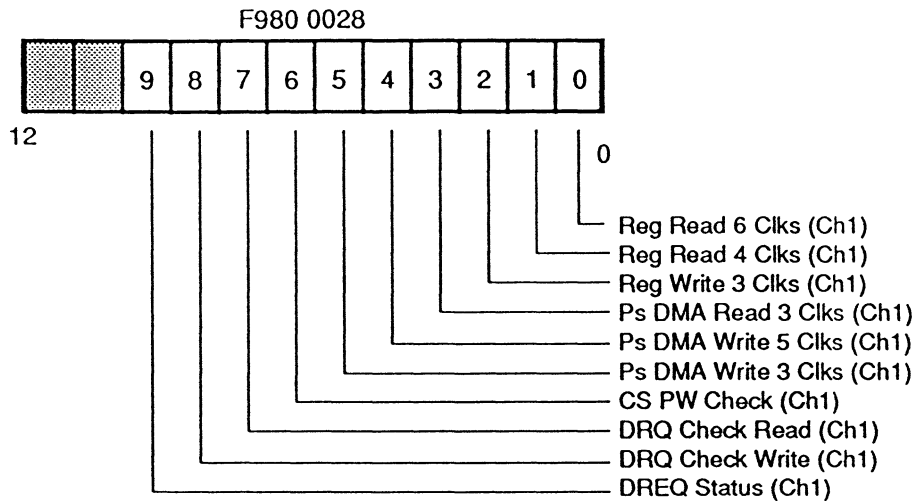 F980 0028
9 8 7 6 5 4 3 2 1 0
12
0
Reg Read 6 Clks (Ch1)
Reg Read 4 Clks (Ch1)
Reg Write 3 Clks (Ch1)
Ps DMA Read 3 Clks (Ch1)
Ps DMA Write 5 Clks (Ch1)
Ps DMA Write 3 Clks (Ch1)
CS PW Check (Ch1)
DRQ Check Read (Ch1)
DRQ Check Write (Ch1)
DREQ Status (Ch1)